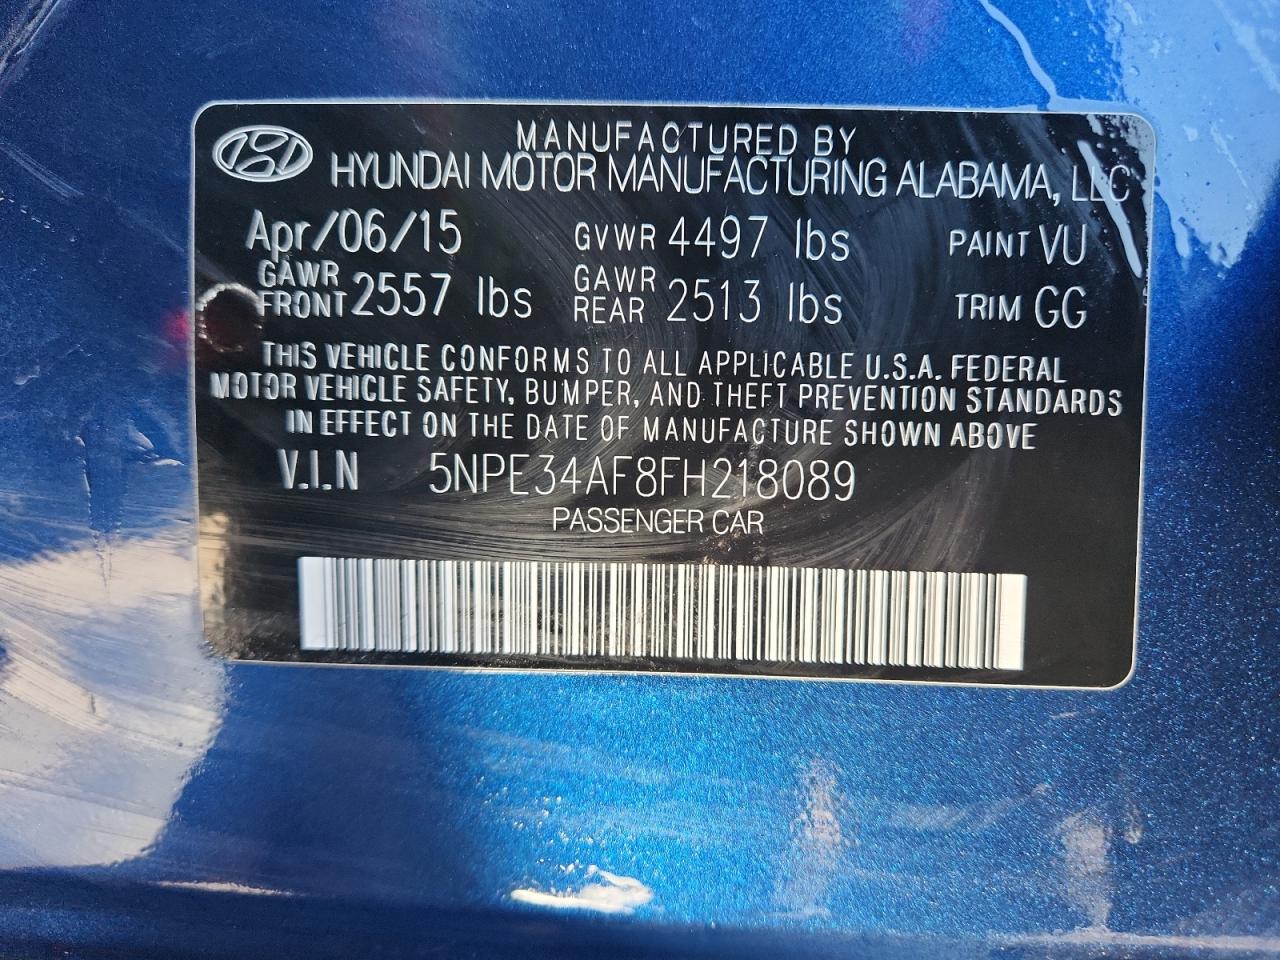 MANUFACTURED BY
HYUNDAI MOTOR MANUFACTURING ALABAMA, LLC
Apr/06/15 GVWR 4497 lbs PAINT VU
GAWR FRONT 2557 lbs GAWR REAR 2513 lbs TRIM GG
THIS VEHICLE CONFORMS TO ALL APPLICABLE U.S.A. FEDERAL
MOTOR VEHICLE SAFETY, BUMPER, AND THEFT PREVENTION STANDARDS
IN EFFECT ON THE DATE OF MANUFACTURE SHOWN ABOVE
V.I.N 5NPE34AF8FH218089
PASSENGER CAR